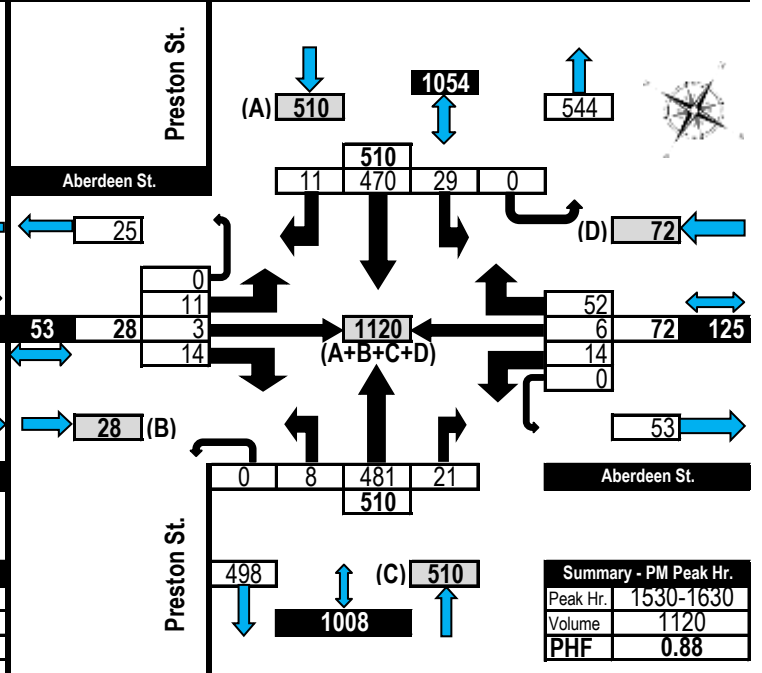 Preston St.
1054
(A) 510 544
510
Aberdeen St.
11 470 29 0
25
(D) 72
0
11
52
53 28 3
1120
6 72 125
(A+B+C+D)
14
14
0
28 (B)
53
0 8 481 21
Aberdeen St.
510
Preston St.
498
(C) 510
1008
Summary - PM Peak Hr.
Peak Hr. 1530-1630
Volume 1120
PHF 0.88